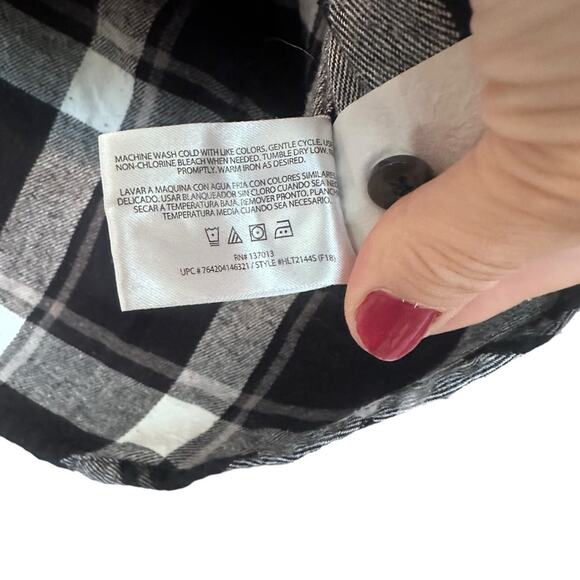 MACHINE WASH COLD WITH LIKE COLORS. GENTLE CYCLE. USE
NON-CHLORINE BLEACH WHEN NEEDED. TUMBLE DRY LOW.
PROMPTLY. WARM IRON AS DESIRED.
LAVAR A MAQUINA CON AGUA FRIA CON COLORES SIMILARES
DELICADO. USAR BLANQUEADOR SIN CLORO CUANDO SEA
SECAR A TEMPERATURA BAJA. REMOVER PRONTO. PLANCHAR
TEMPERATURA MEDIA CUANDO SEA NECESARIO.
RN# 137013
UPC # 764204146321 / STYLE #HLT2144S (F18)